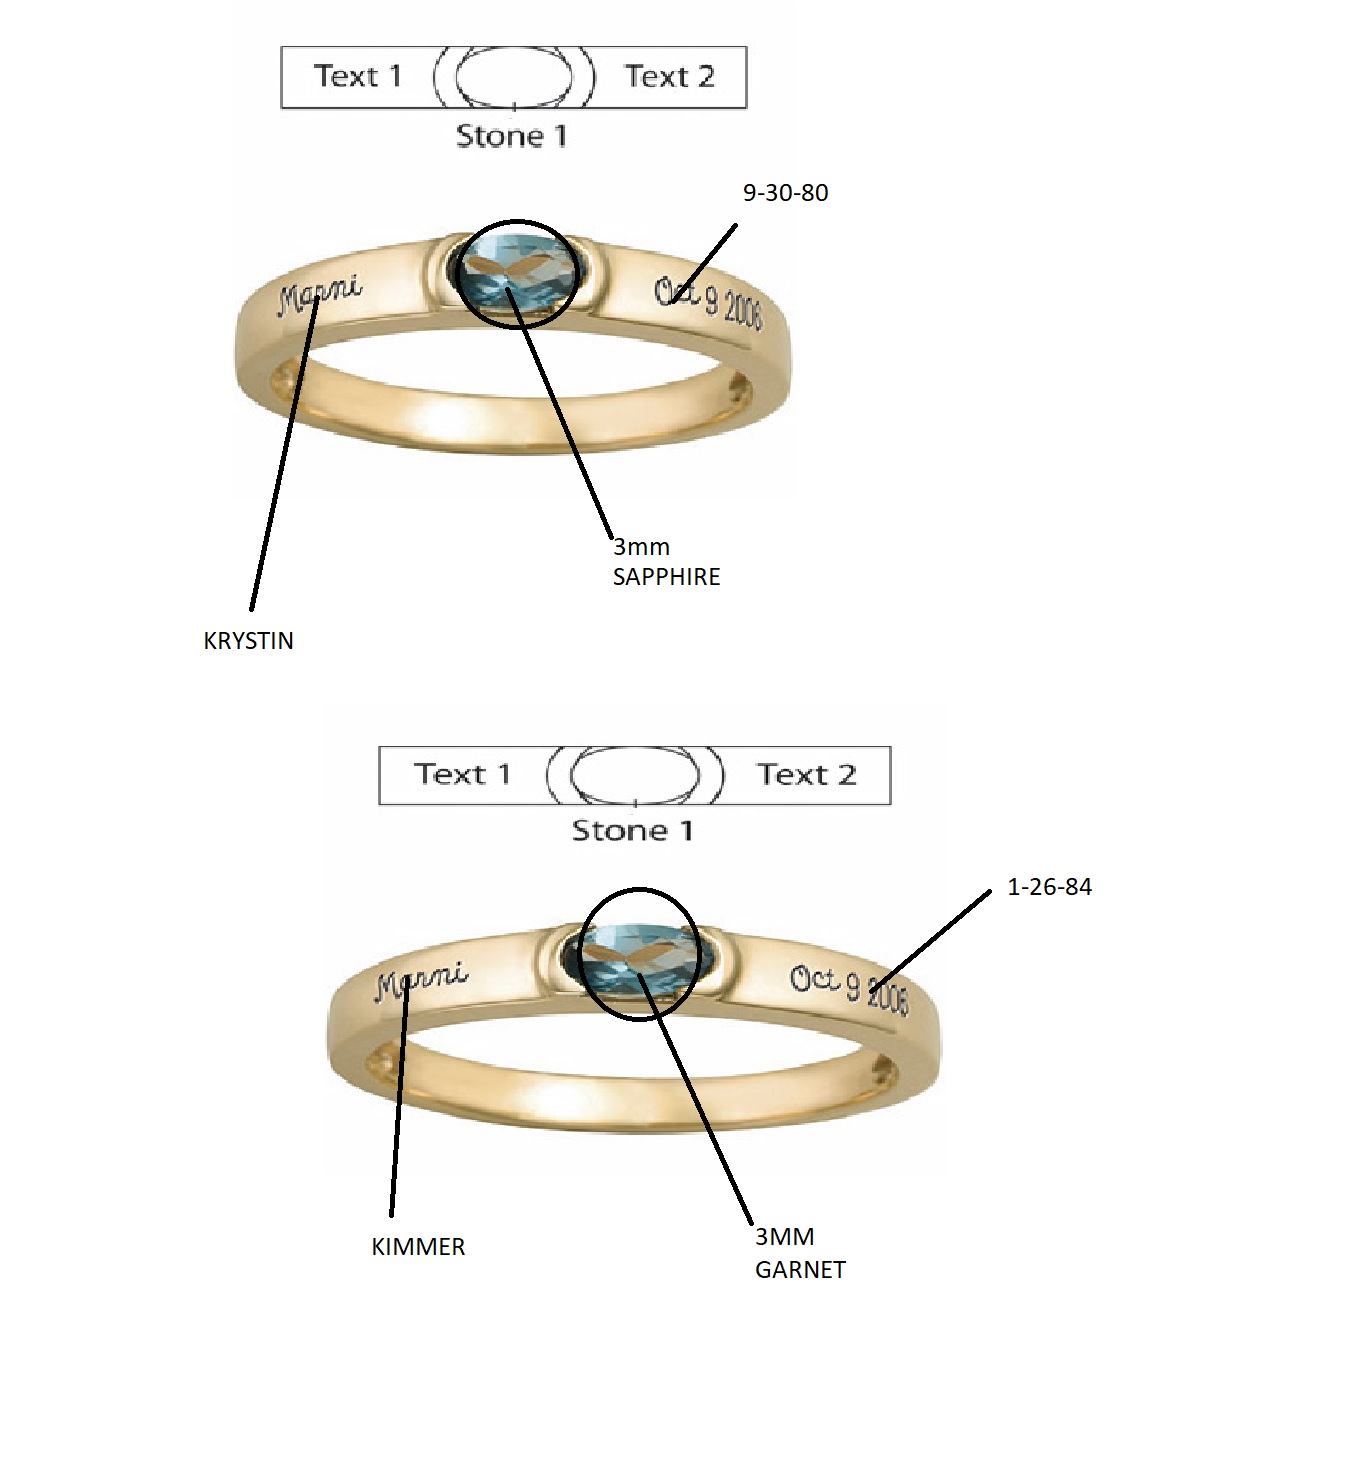 Text 1 Text 2
Stone 1
9-30-80
Marni
Oct 9 2006
3mm
SAPPHIRE
KRYSTIN
Text 1 Text 2
Stone 1
1-26-84
Marni
Oct 9 2006
KIMMER
3MM
GARNET